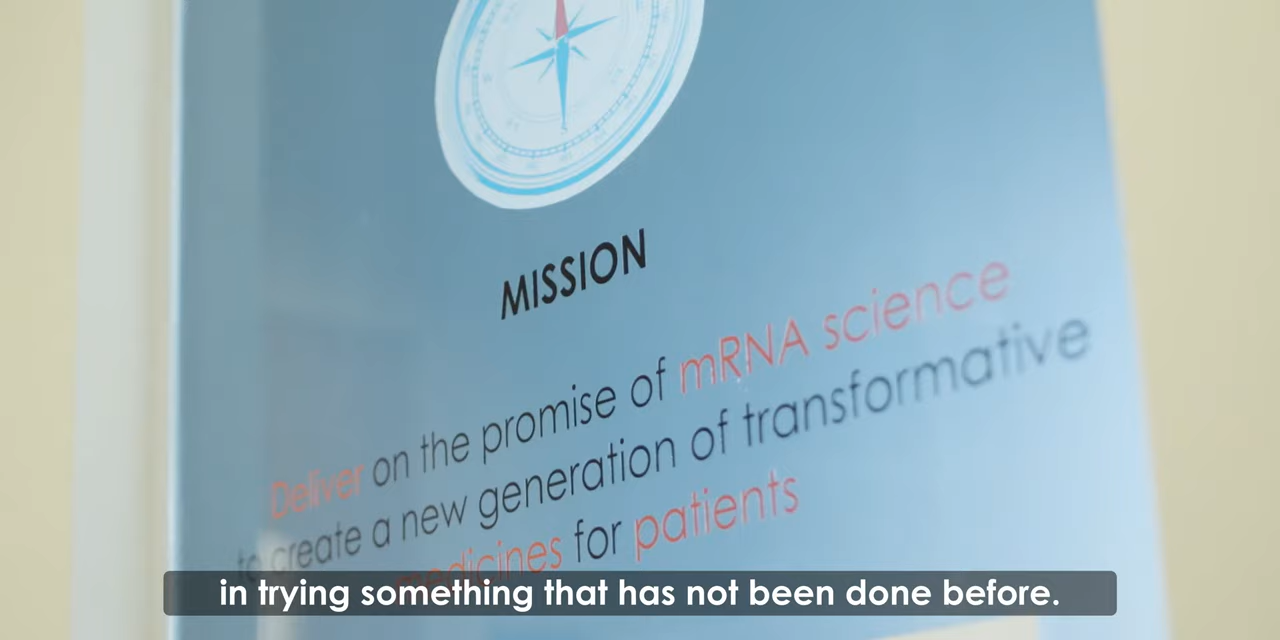 MISSION
Deliver on the promise of mRNA science
to create a new generation of transformative
medicines for patients
in trying something that has not been done before.